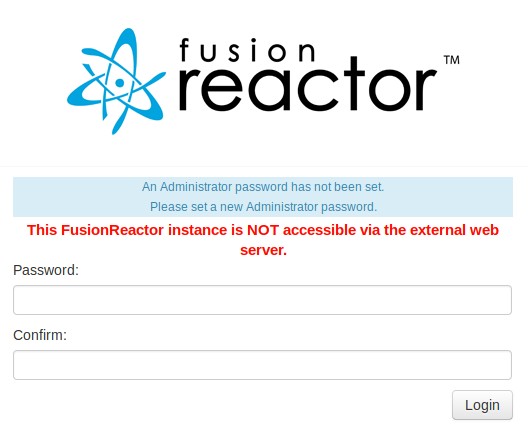 fusion
reactor™
An Administrator password has not been set.
Please set a new Administrator password.
This FusionReactor instance is NOT accessible via the external web
server.
Password:
Confirm:
Login